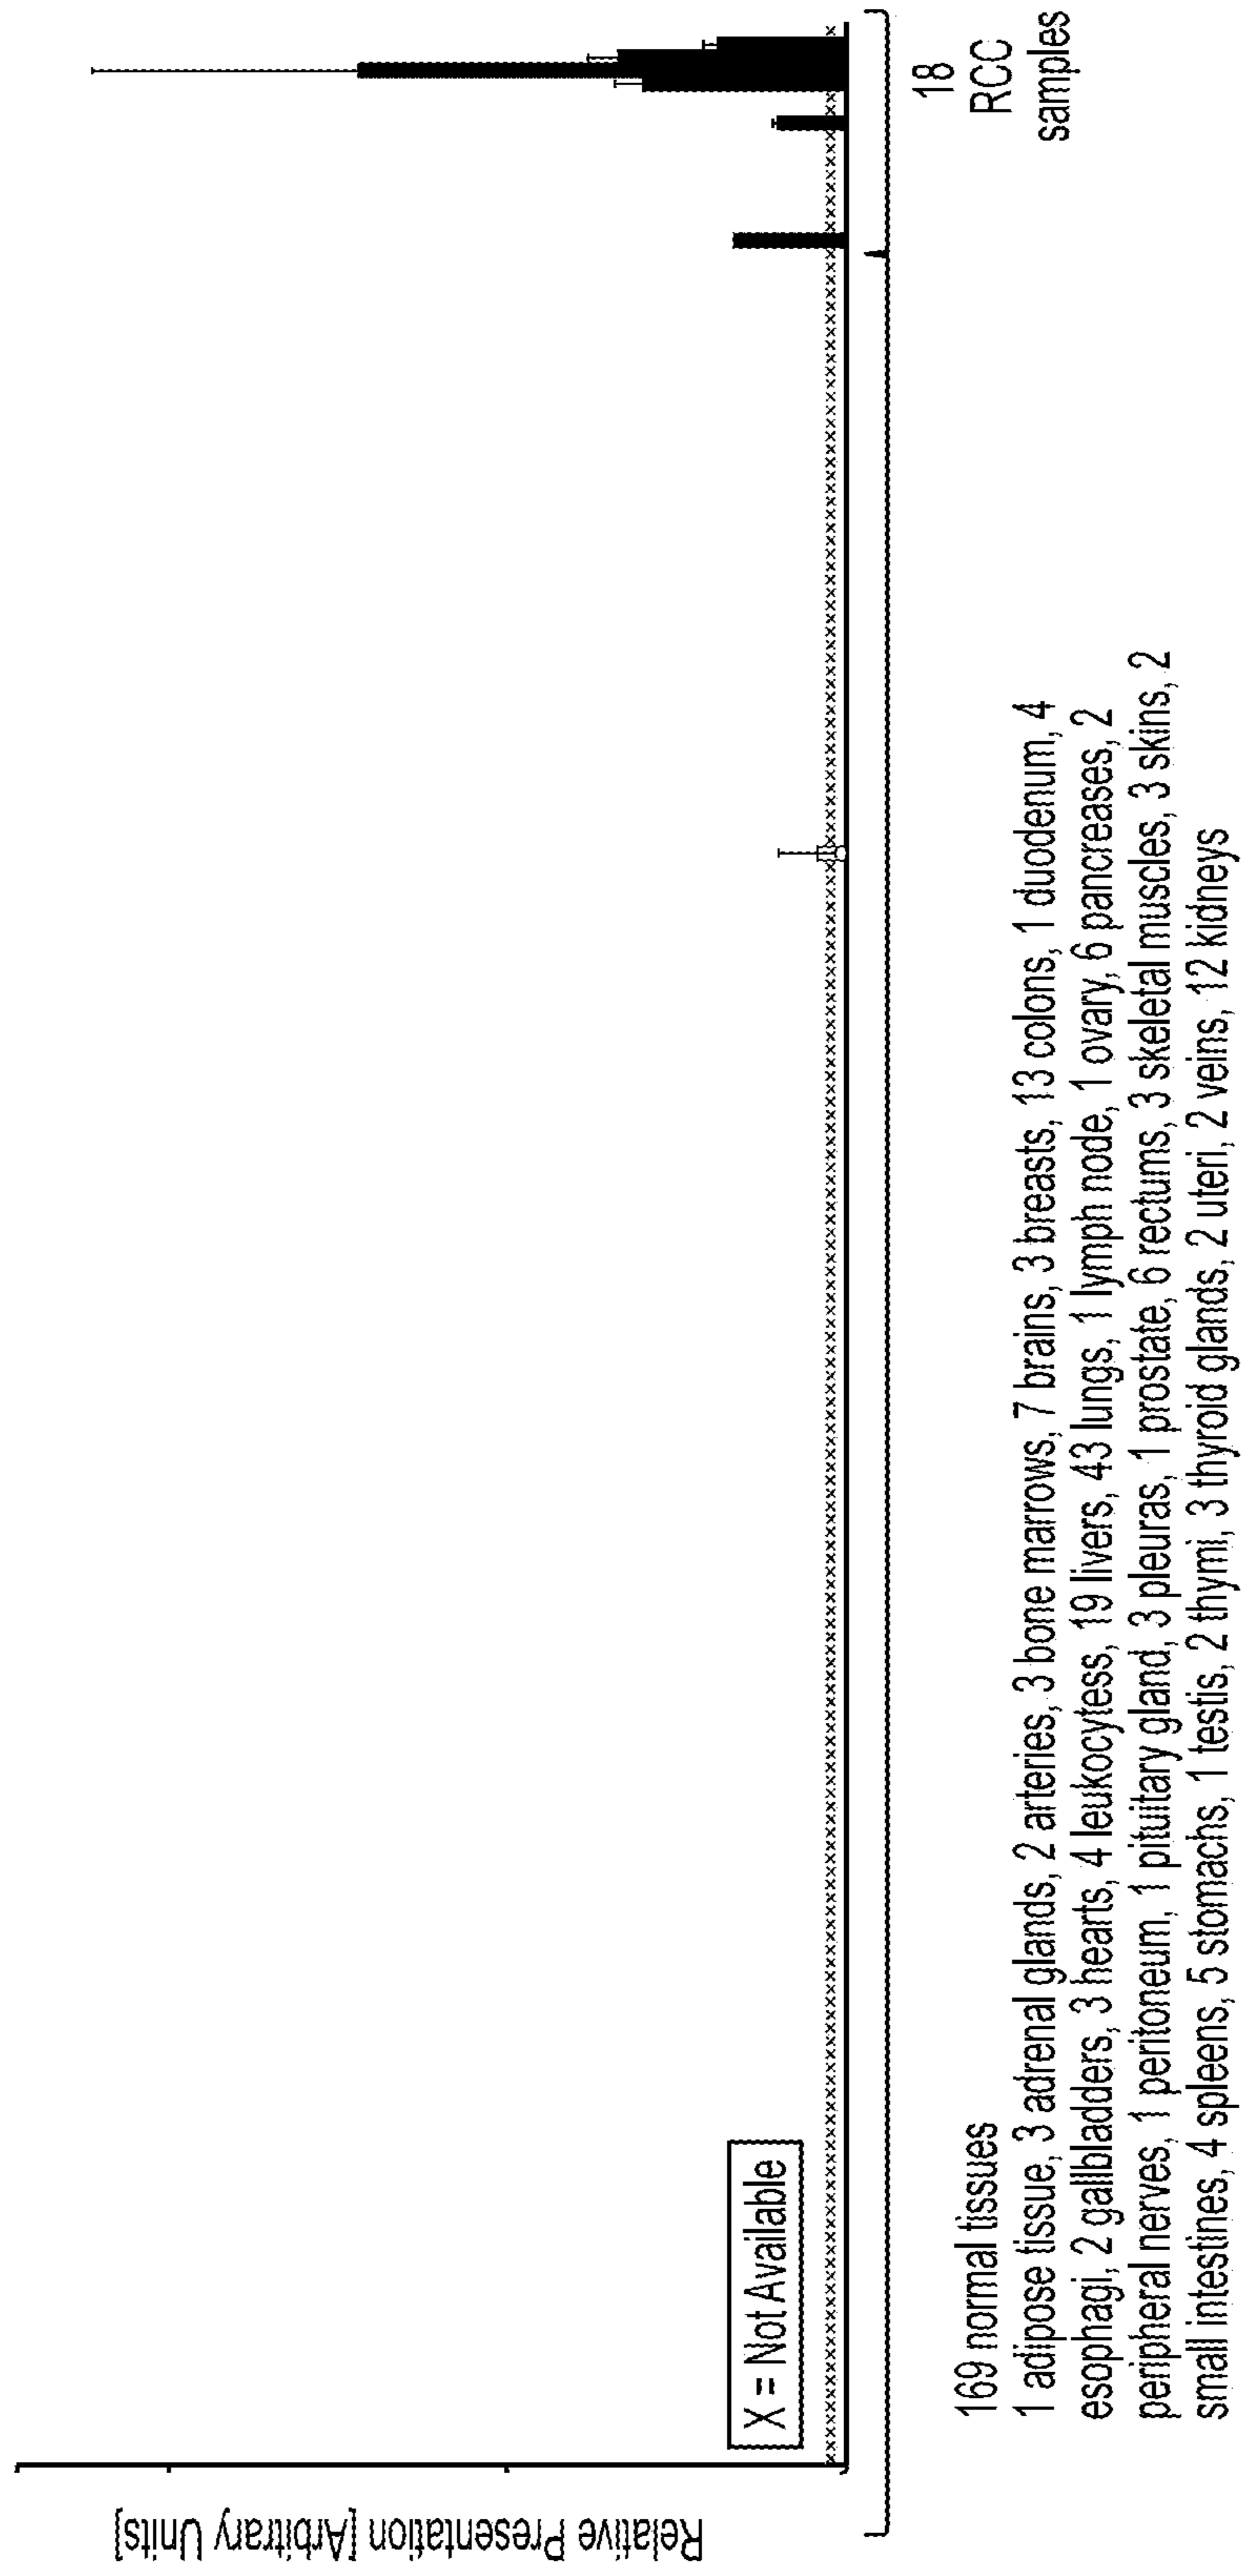 Relative Presentation [Arbitrary Units]
X = Not Available
169 normal tissues
1 adipose tissue, 3 adrenal glands, 2 arteries, 3 bone marrows, 7 brains, 3 breasts, 13 colons, 1 duodenum, 4
esophagi, 2 gallbladders, 3 hearts, 4 leukocytess, 19 livers, 43 lungs, 1 lymph node, 1 ovary, 6 pancreases, 2
peripheral nerves, 1 peritoneum, 1 pituitary gland, 3 pleuras, 1 prostate, 6 rectums, 3 skeletal muscles, 3 skins, 2
small intestines, 4 spleens, 5 stomachs, 1 testis, 2 thymi, 3 thyroid glands, 2 uteri, 2 veins, 12 kidneys
18
RCC
samples